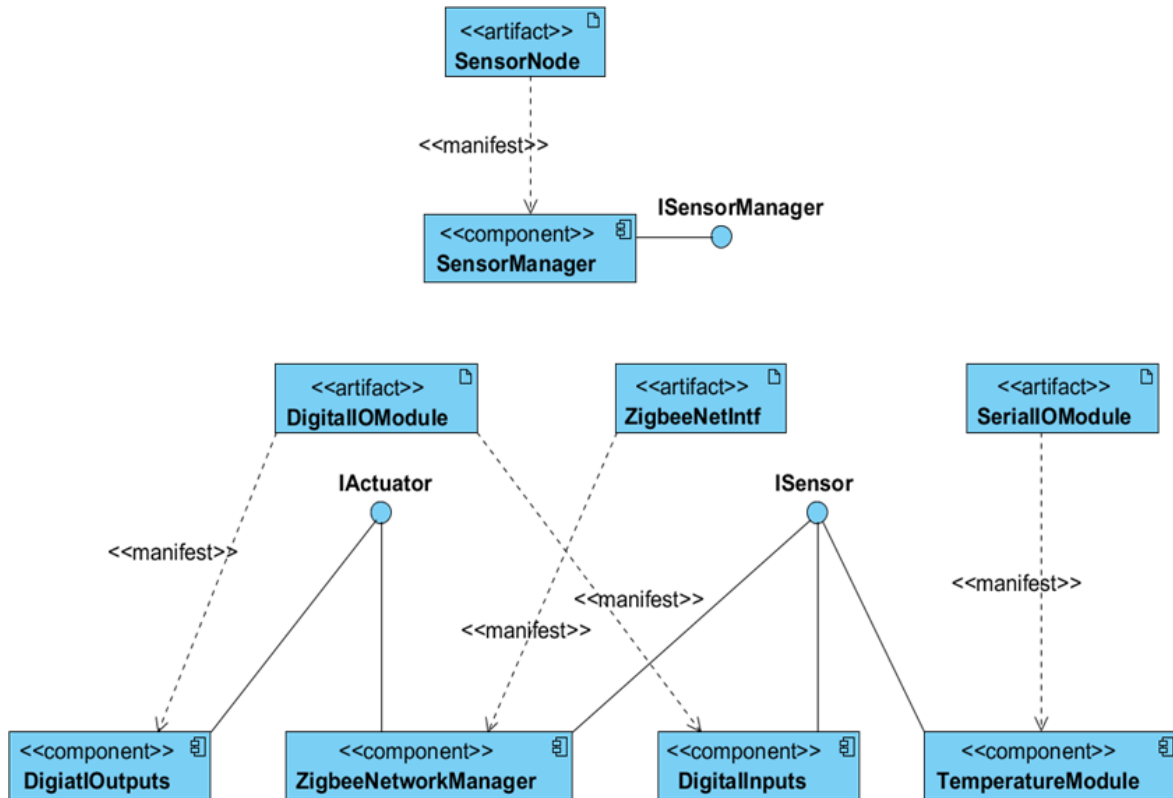 <<artifact>>
SensorNode
<<manifest>>
ISensorManager
<<component>>
SensorManager
<<artifact>>
DigitalIOModule
<<artifact>>
ZigbeeNetIntf
<<artifact>>
SerialIOModule
IActuator
ISensor
<<manifest>>
<<manifest>>
<<manifest>>
<<manifest>>
<<component>>
DigiatlOutputs
<<component>>
ZigbeeNetworkManager
<<component>>
DigitalInputs
<<component>>
TemperatureModule